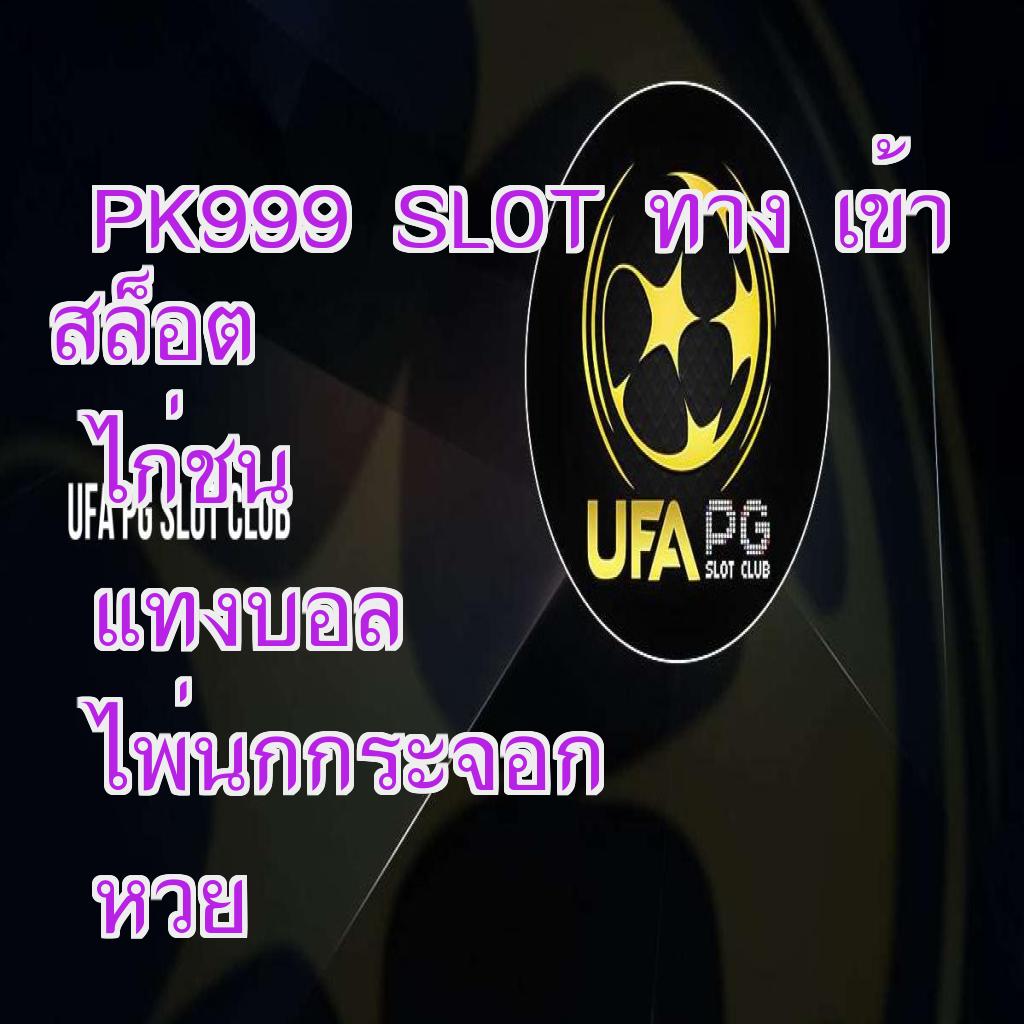 PK999 SLOT ทาง เข้า
สล็อต
ไก่ชน
UFA PG SLOT CLUB
แทงบอล
ไพ่นกกระจอก
หวย
UFA PG
SLOT CLUB